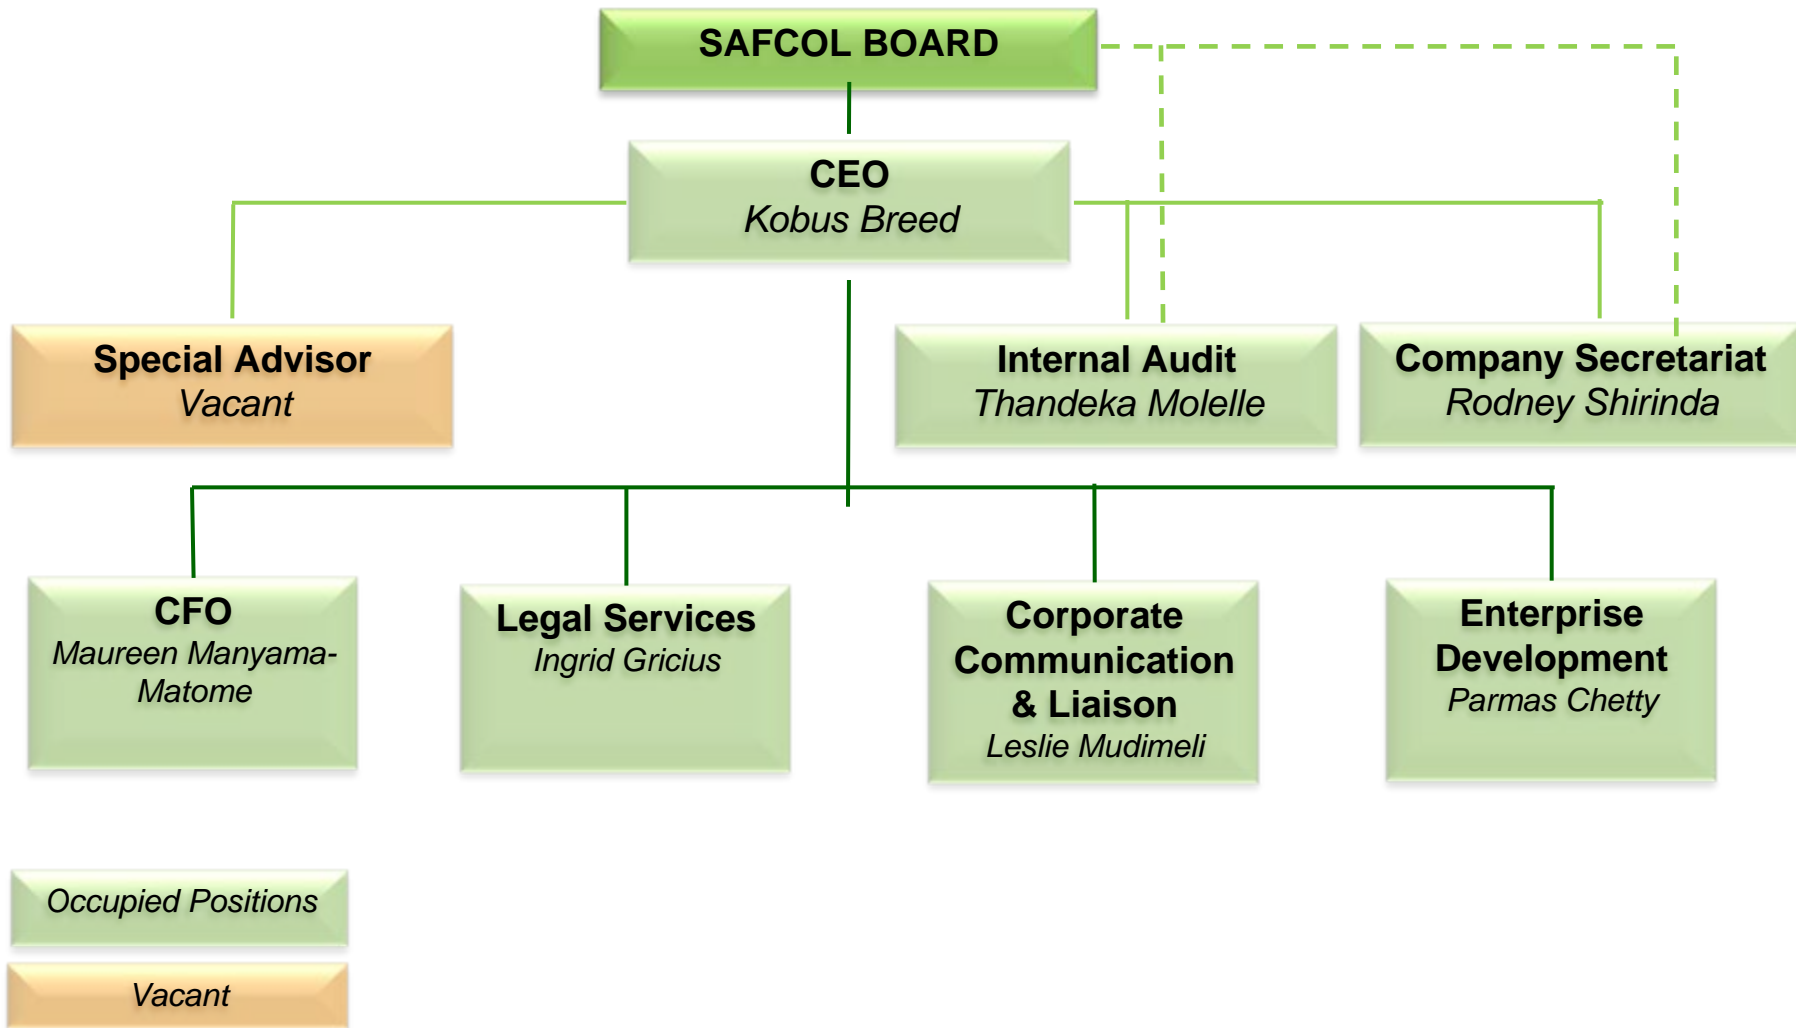 SAFCOL BOARD
CEO
Kobus Breed
Special Advisor
Vacant
Internal Audit
Thandeka Molelle
Company Secretariat
Rodney Shirinda
CFO
Maureen Manyama-
Matome
Legal Services
Ingrid Gricius
Corporate
Communication
& Liaison
Leslie Mudimeli
Enterprise
Development
Parmas Chetty
Occupied Positions
Vacant